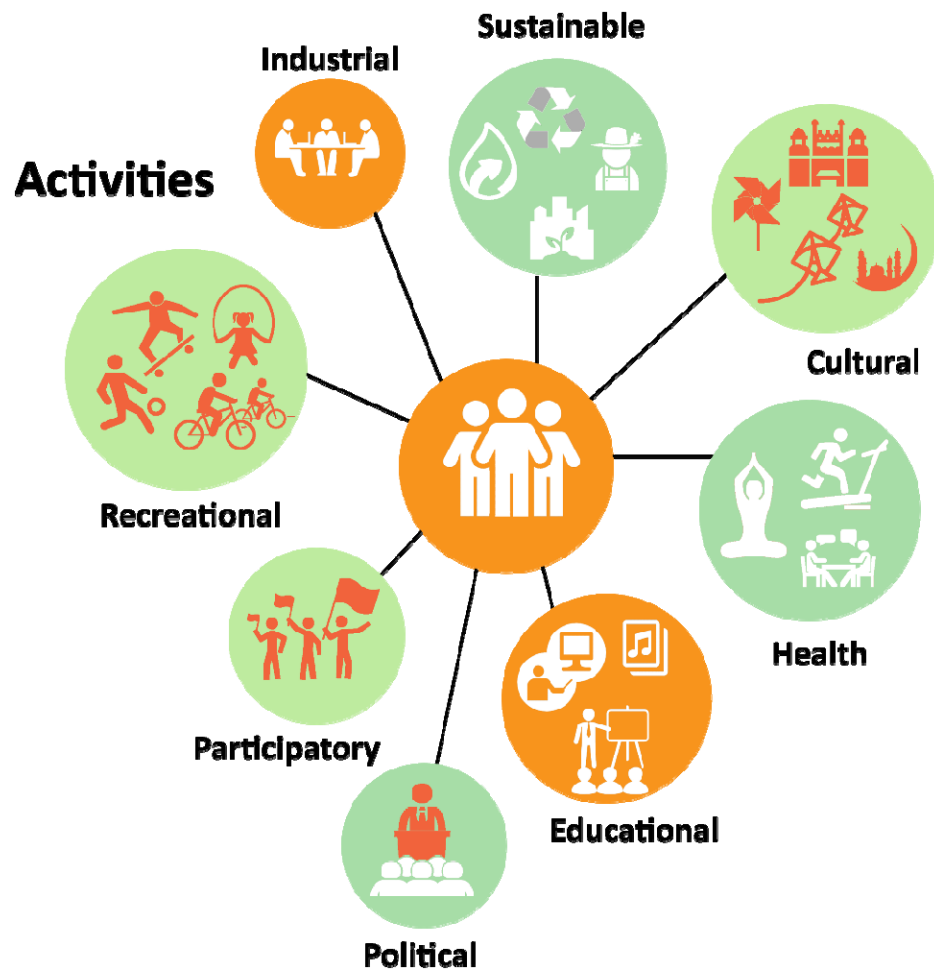 Activities
Industrial
Sustainable
Cultural
Recreational
Health
Participatory
Educational
Political